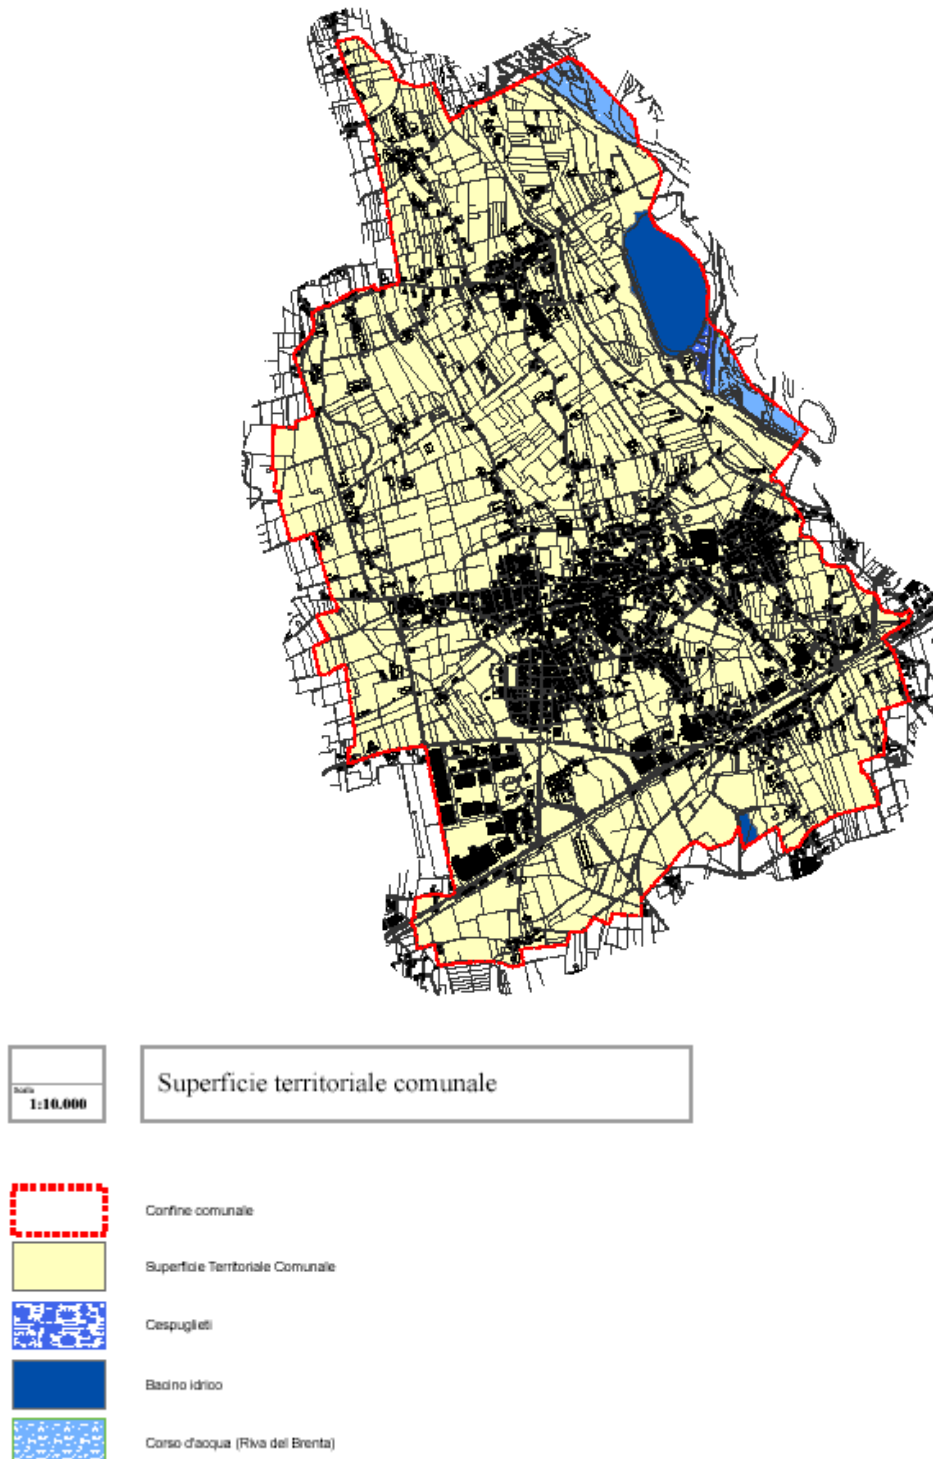 Scala
1:10.000
Superficie territoriale comunale
Confine comunale
Superficie Territoriale Comunale
Cespuglieti
Bacino idrico
Corso d'acqua (Riva del Brenta)